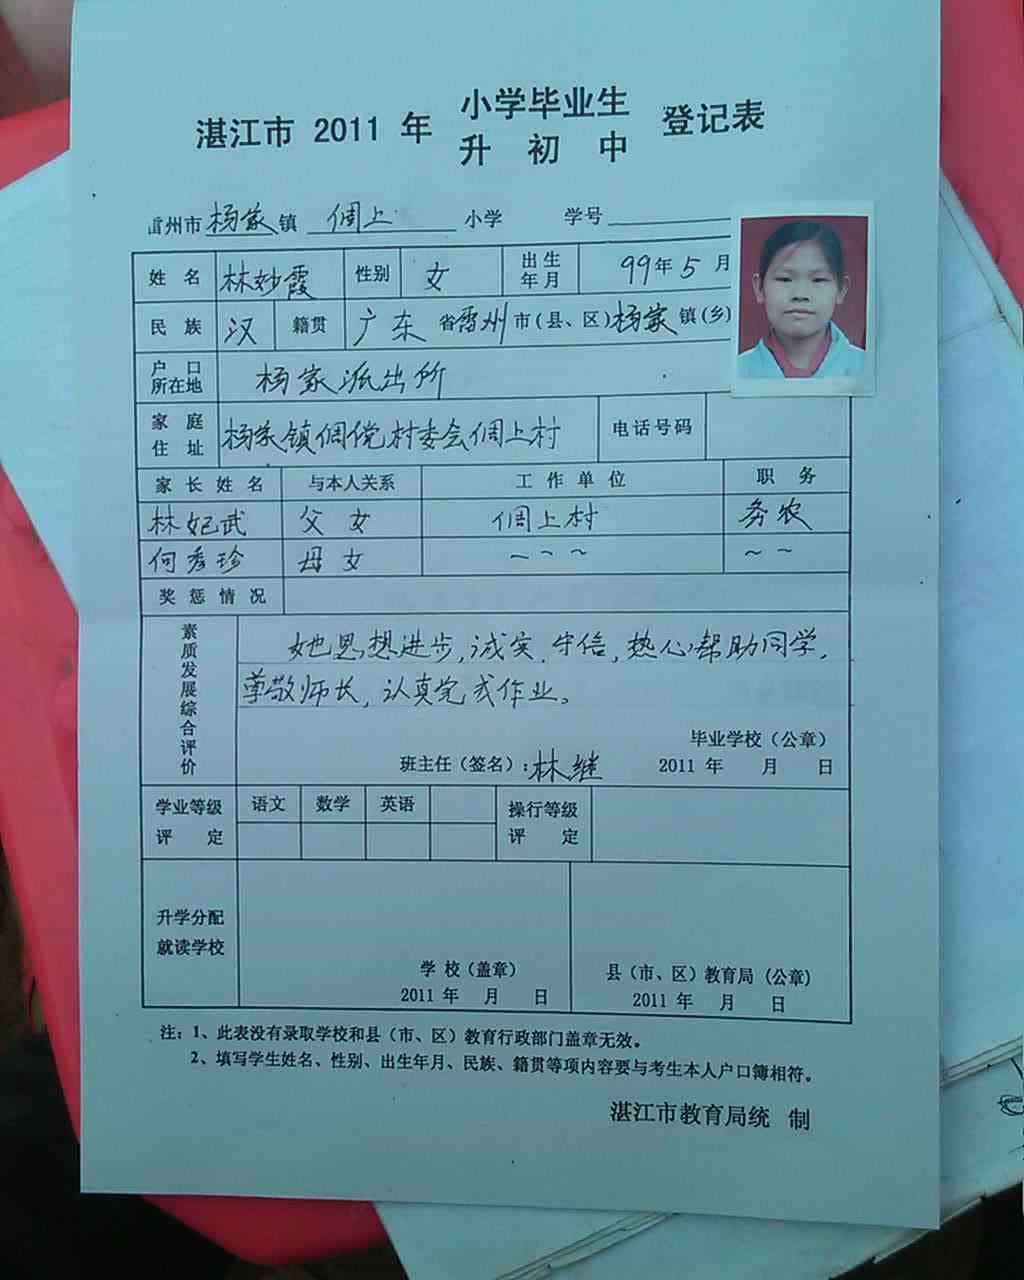 湛江市 2011 年 小学毕业生 登记表
升 初 中
雷州市 杨家 镇 倜上 小学 学号
姓 名 林妙霞 性别 女 出生年月 99年5月
民 族 汉 籍贯 广东 省 雷州 市(县、区) 杨家 镇(乡)
户 口 所在地 杨家派出所
家 庭 住 址 杨家镇倜傥村委会倜上村 电话号码
家 长 姓 名 与本人关系 工 作 单 位 职 务
林妃武 父女 倜上村 务农
何秀珍 母女 ~ ~ ~ ~ ~
奖 惩 情 况
素质发展综合评价
她思想进步,诚实、守信,热心帮助同学,
尊敬师长,认真完成作业。
毕业学校(公章)
班主任(签名):林继 2011 年 月 日
学业等级 评 定 语文 数学 英语 操行等级 评 定
升学分配 就读学校
学 校(盖章) 县(市、区)教育局(公章)
2011 年 月 日 2011 年 月 日
注: 1、此表没有录取学校和县(市、区)教育行政部门盖章无效。
2、填写学生姓名、性别、出生年月、民族、籍贯等项内容要与考生本人户口簿相符。
湛江市教育局统 制